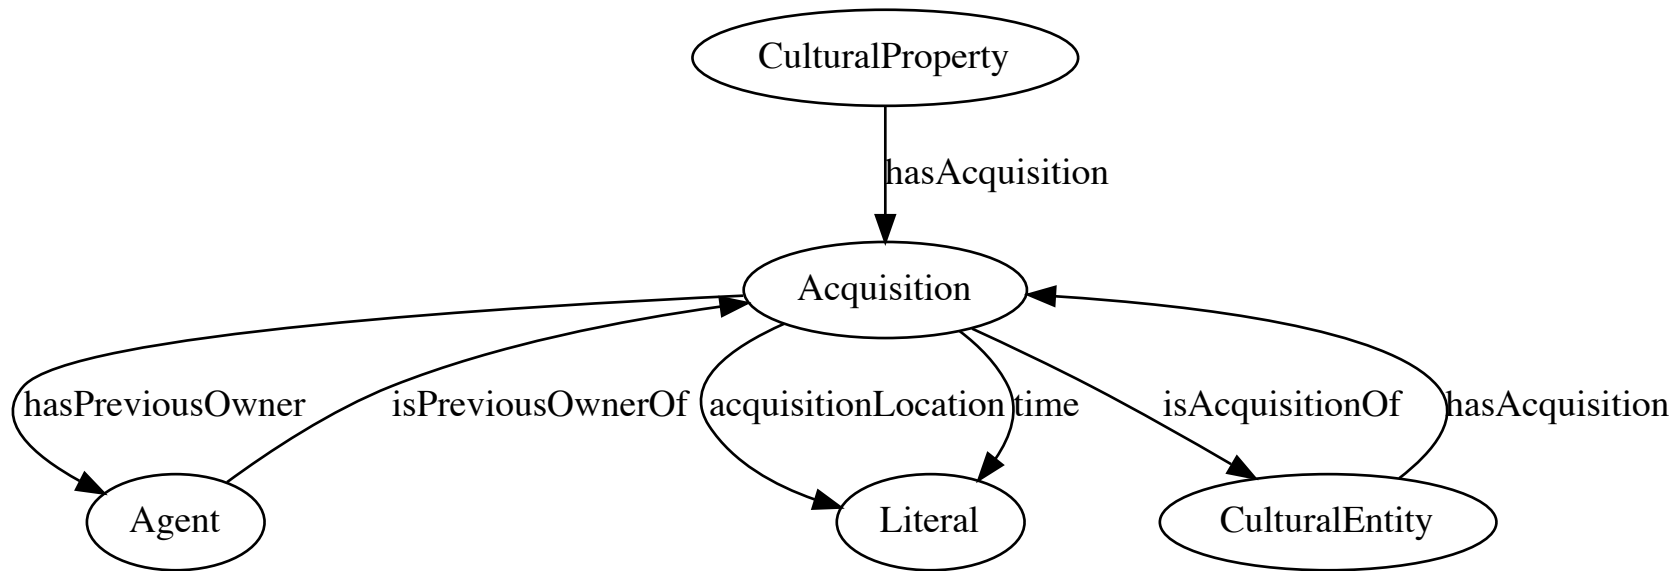 CulturalProperty
hasAcquisition
Acquisition
hasPreviousOwner
isPreviousOwnerOf
acquisitionLocation
time
isAcquisitionOf
hasAcquisition
Agent
Literal
CulturalEntity